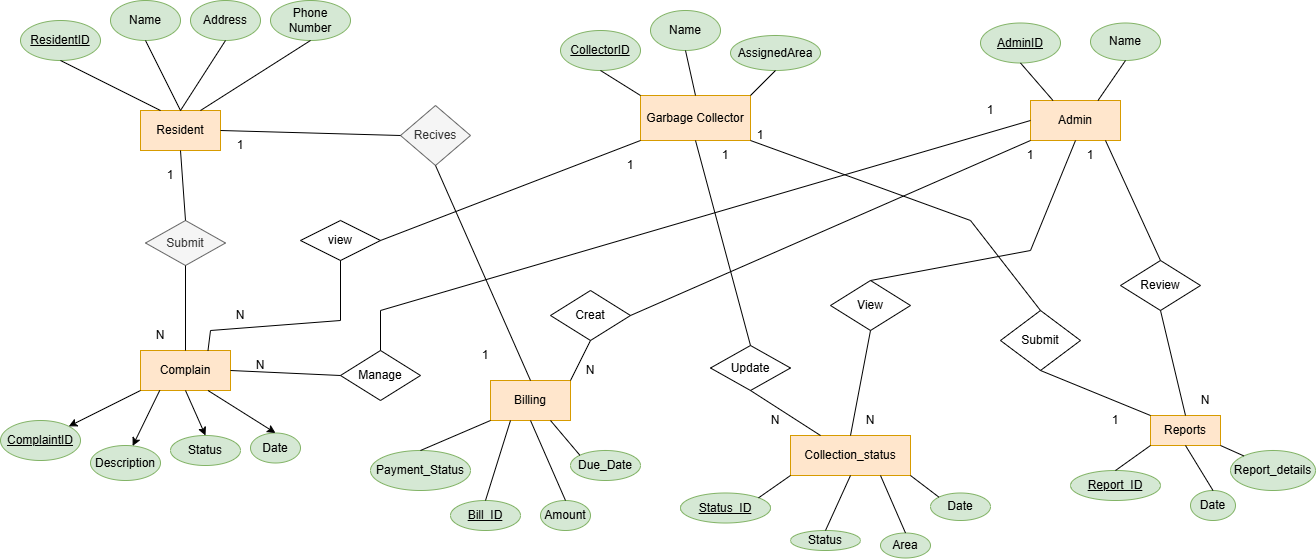 Name
Address
Phone
Number
ResidentID
Name
CollectorID
AssignedArea
AdminID
Name
Resident
Garbage Collector
Admin
Recives
1
1
1
1
1
1
1
1
Submit
view
View
Review
Creat
Submit
Update
Manage
N
N
N
1
N
Complain
Billing
N
N
1
N
Reports
Collection_status
ComplaintID
Description
Status
Date
Payment_Status
Due_Date
Bill_ID
Amount
Status_ID
Date
Status
Area
Report_ID
Report_details
Date